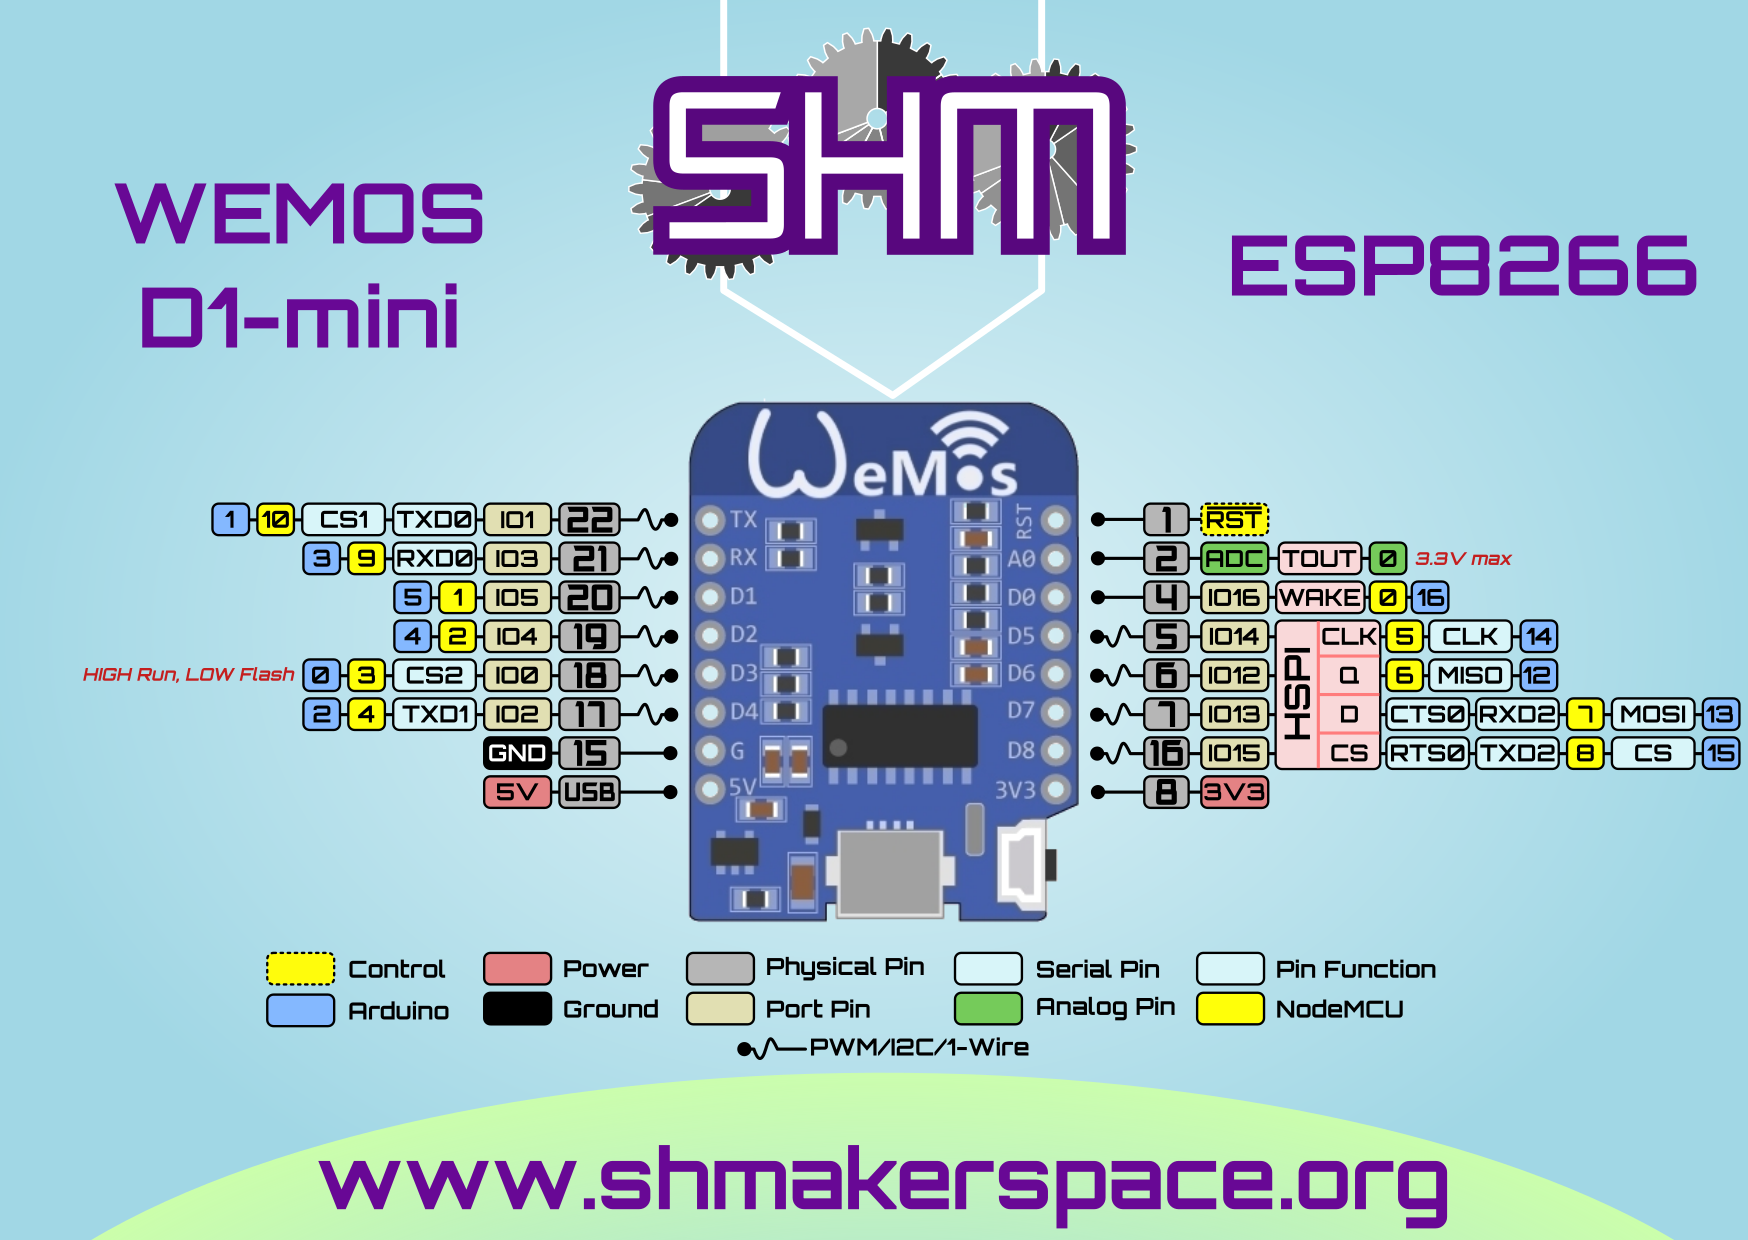 SHM
WEMOS
D1-mini
ESP8266
WeMos
1 10 CS1 TXD0 IO1 22 TX RST 1 RST
3 9 RXD0 IO3 21 RX A0 2 ADC TOUT 0 3.3V max
5 1 IO5 20 D1 D0 4 IO16 WAKE 0 16
4 2 IO4 19 D2 D5 5 IO14 HSPI CLK 5 CLK 14
HIGH Run, LOW Flash 0 3 CS2 IO0 18 D3 D6 6 IO12 Q 6 MISO 12
2 4 TXD1 IO2 17 D4 D7 7 IO13 D CTS0 RXD2 7 MOSI 13
GND 15 G D8 16 IO15 CS RTS0 TXD2 8 CS 15
5V USB 5V 3V3 8 3V3
Control Power Physical Pin Serial Pin Pin Function
Arduino Ground Port Pin Analog Pin NodeMCU
PWM/I2C/1-Wire
www.shmakerspace.org